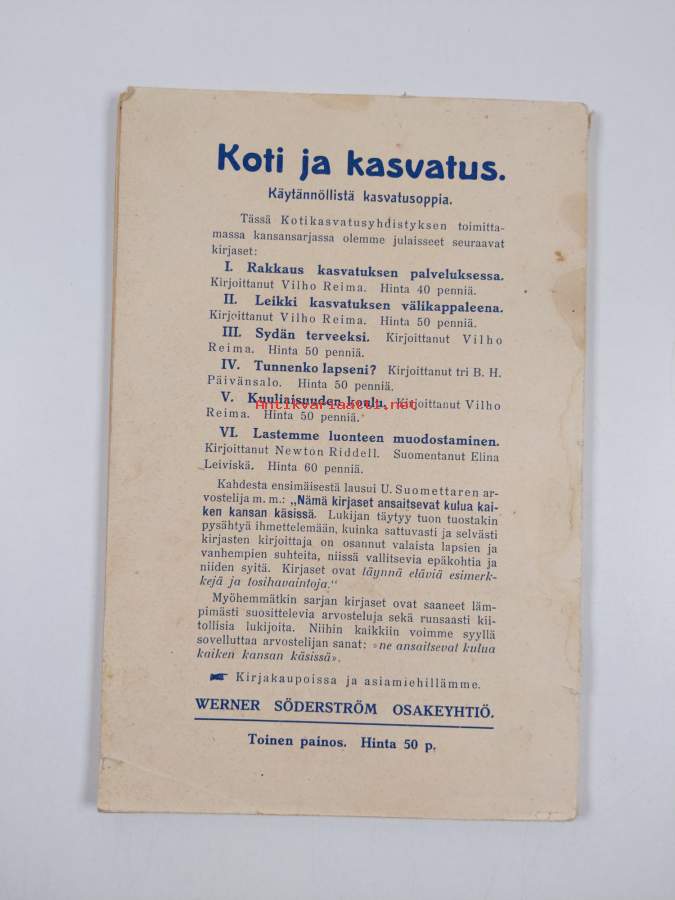 Koti ja kasvatus.
Käytännöllistä kasvatusoppia.
Tässä Kotikasvatusyhdistyksen toimitta-
massa kansansarjassa olemme julaisseet seuraavat
kirjaset:
I. Rakkaus kasvatuksen palveluksessa.
Kirjoittanut Vilho Reima. Hinta 40 penniä.
II. Leikki kasvatuksen välikappaleena.
Kirjoittanut Vilho Reima. Hinta 50 penniä.
III. Sydän terveeksi. Kirjoittanut Vilho
Reima. Hinta 50 penniä.
IV. Tunnenko lapseni? Kirjoittanut tri B. H.
Päivänsalo. Hinta 50 penniä.
V. Kuuliaisuuden koulu. Kirjoittanut Vilho
Antikvariaatti.net
Reima. Hinta 50 penniä.
VI. Lastemme luonteen muodostaminen.
Kirjoittanut Newton Riddell. Suomentanut Elina
Leiviskä. Hinta 60 penniä.
Kahdesta ensimäisestä lausui U. Suomettaren ar-
vostelija m. m.: „Nämä kirjaset ansaitsevat kulua kai-
ken kansan käsissä. Lukijan täytyy tuon tuostakin
pysähtyä ihmettelemään, kuinka sattuvasti ja selvästi
kirjasten kirjoittaja on osannut valaista lapsien ja
vanhempien suhteita, niissä vallitsevia epäkohtia ja
niiden syitä. Kirjaset ovat täynnä eläviä esimerk-
kejä ja tosihavaintoja."
Myöhemmätkin sarjan kirjaset ovat saaneet läm-
pimästi suosittelevia arvosteluja sekä runsaasti kii-
tollisia lukijoita. Niihin kaikkiin voimme syyllä
sovelluttaa arvostelijan sanat: »ne ansaitsevat kulua
kaiken kansan käsissä».
Kirjakaupoissa ja asiamiehillämme.
WERNER SÖDERSTRÖM OSAKEYHTIÖ.
Toinen painos. Hinta 50 p.